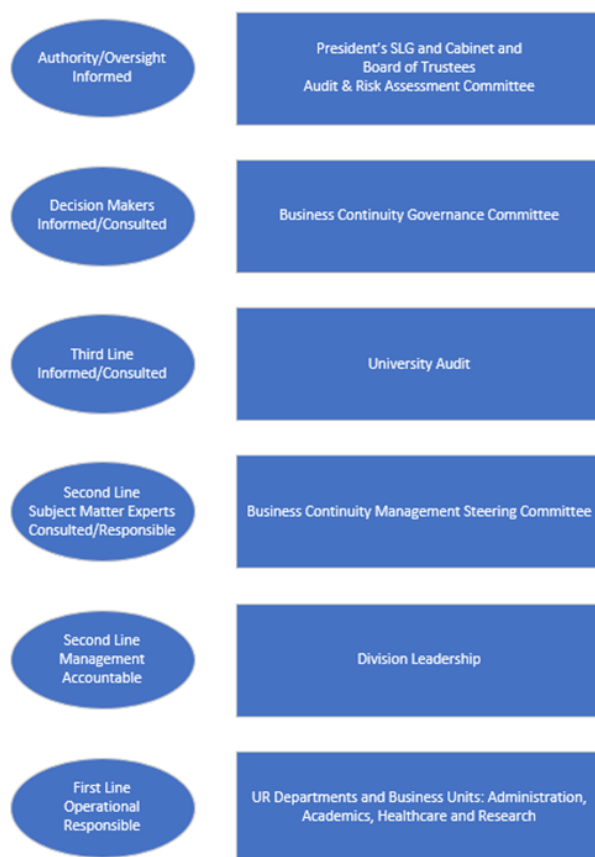 Authority/Oversight
Informed
President's SLG and Cabinet and
Board of Trustees
Audit & Risk Assessment Committee
Decision Makers
Informed/Consulted
Business Continuity Governance Committee
Third Line
Informed/Consulted
University Audit
Second Line
Subject Matter Experts
Consulted/Responsible
Business Continuity Management Steering Committee
Second Line
Management
Accountable
Division Leadership
First Line
Operational
Responsible
UR Departments and Business Units: Administration,
Academics, Healthcare and Research